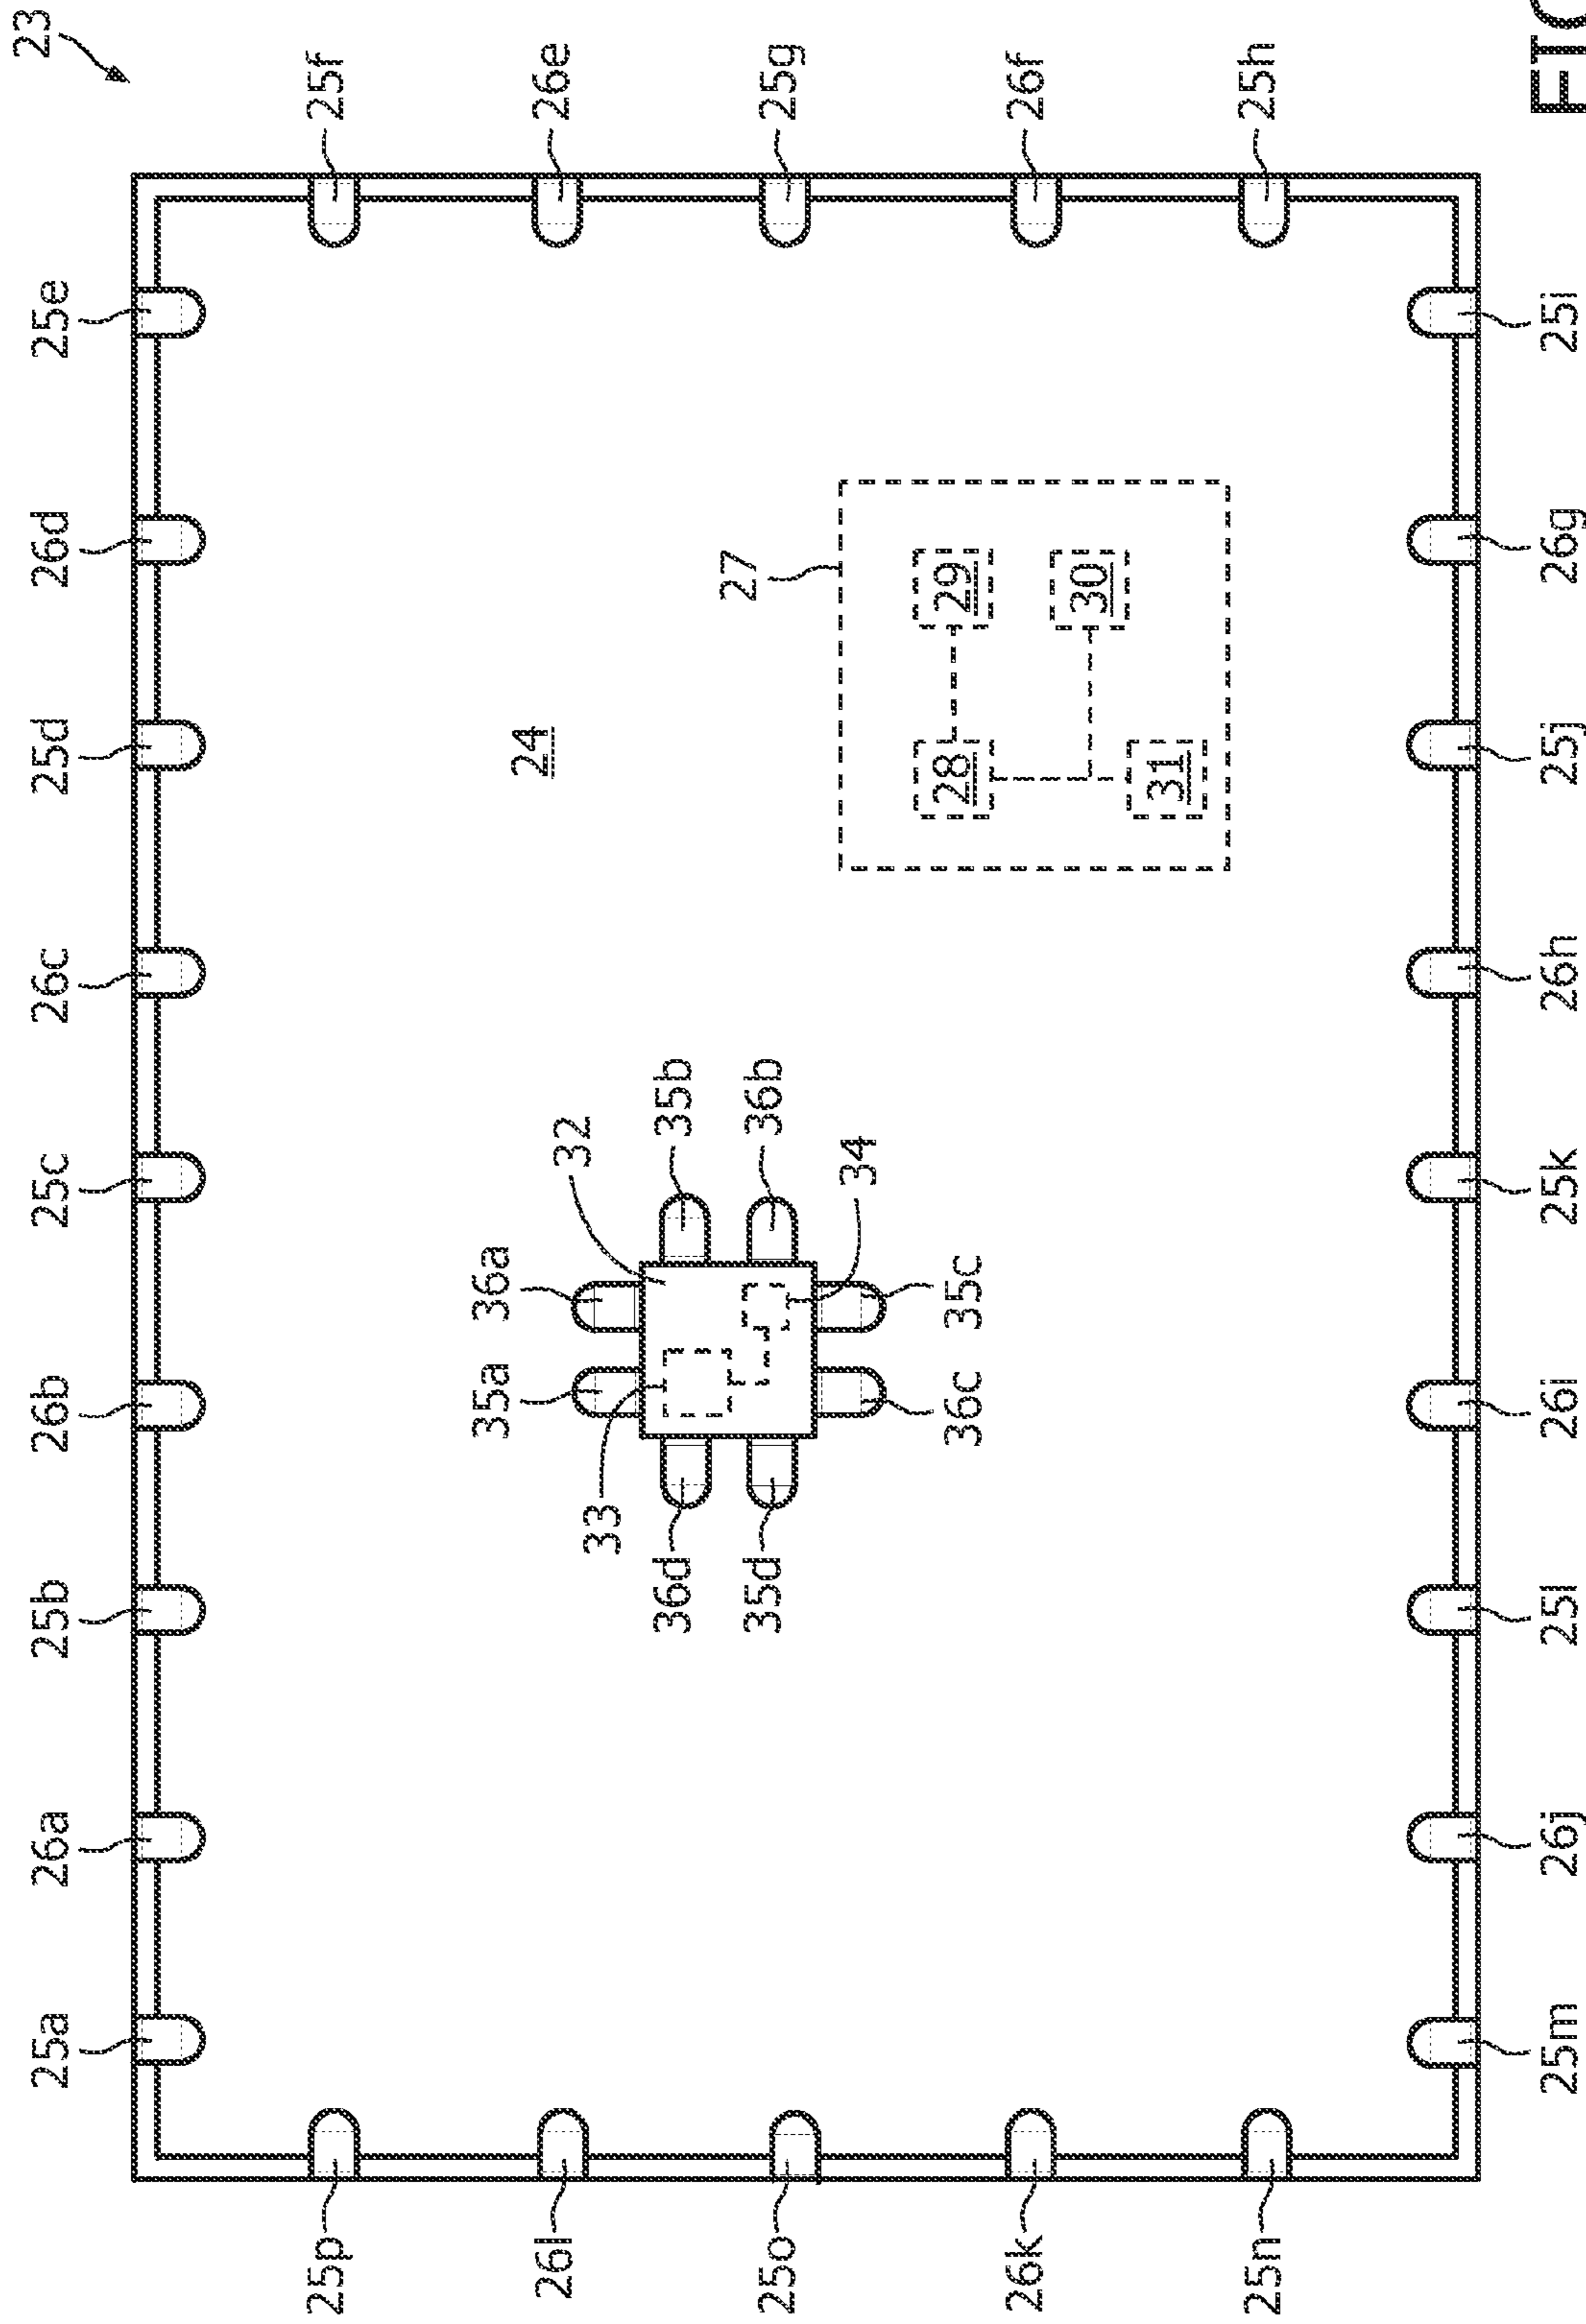 23
25a 26a 25b 26b 25c 26c 25d 26d 25e
25p 25f
35a 36a
26l 24 26e
33 32
36d 35b
27
25o 35d 36b 25g
34
36c 35c 28 29
26k 30 26f
31
25n 25h
25m 26j 25l 26i 25k 26h 25j 26g 25i